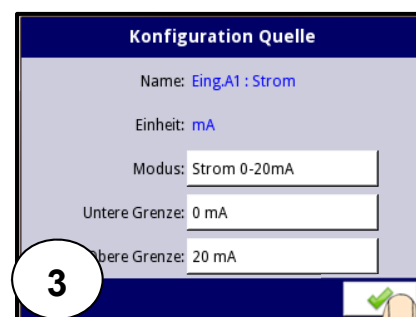 Konfiguration Quelle
Name: Eing.A1 : Strom
Einheit: mA
Modus: Strom 0-20mA
Untere Grenze: 0 mA
Obere Grenze: 20 mA
3